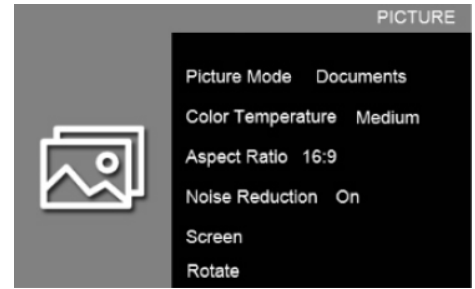 PICTURE
Picture Mode Documents
Color Temperature Medium
Aspect Ratio 16:9
Noise Reduction On
Screen
Rotate